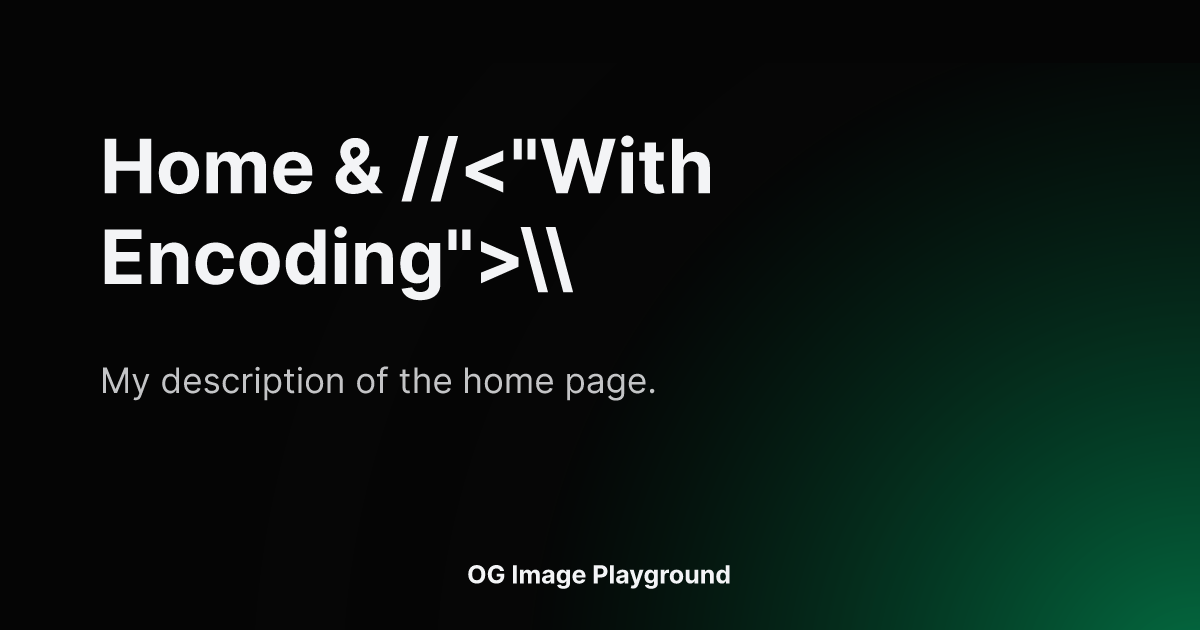 Home & //<"With
Encoding">\\
My description of the home page.
OG Image Playground